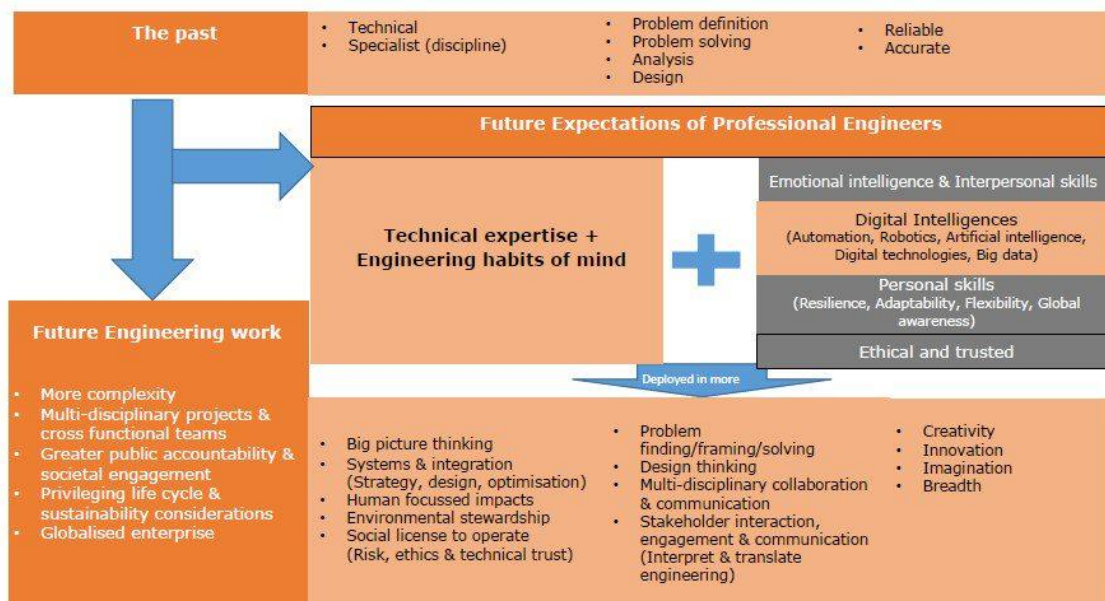 The past
• Technical
• Specialist (discipline)
• Problem definition
• Problem solving
• Analysis
• Design
• Reliable
• Accurate
Future Expectations of Professional Engineers
Technical expertise +
Engineering habits of mind
Emotional intelligence & Interpersonal skills
Digital Intelligences
(Automation, Robotics, Artificial intelligence,
Digital technologies, Big data)
Personal skills
(Resilience, Adaptability, Flexibility, Global
awareness)
Ethical and trusted
Deployed in more
Future Engineering work
• More complexity
• Multi-disciplinary projects &
cross functional teams
• Greater public accountability &
societal engagement
• Privileging life cycle &
sustainability considerations
• Globalised enterprise
• Big picture thinking
• Systems & integration
(Strategy, design, optimisation)
• Human focussed impacts
• Environmental stewardship
• Social license to operate
(Risk, ethics & technical trust)
• Problem
finding/framing/solving
• Design thinking
• Multi-disciplinary collaboration
& communication
• Stakeholder interaction,
engagement & communication
(Interpret & translate
engineering)
• Creativity
• Innovation
• Imagination
• Breadth